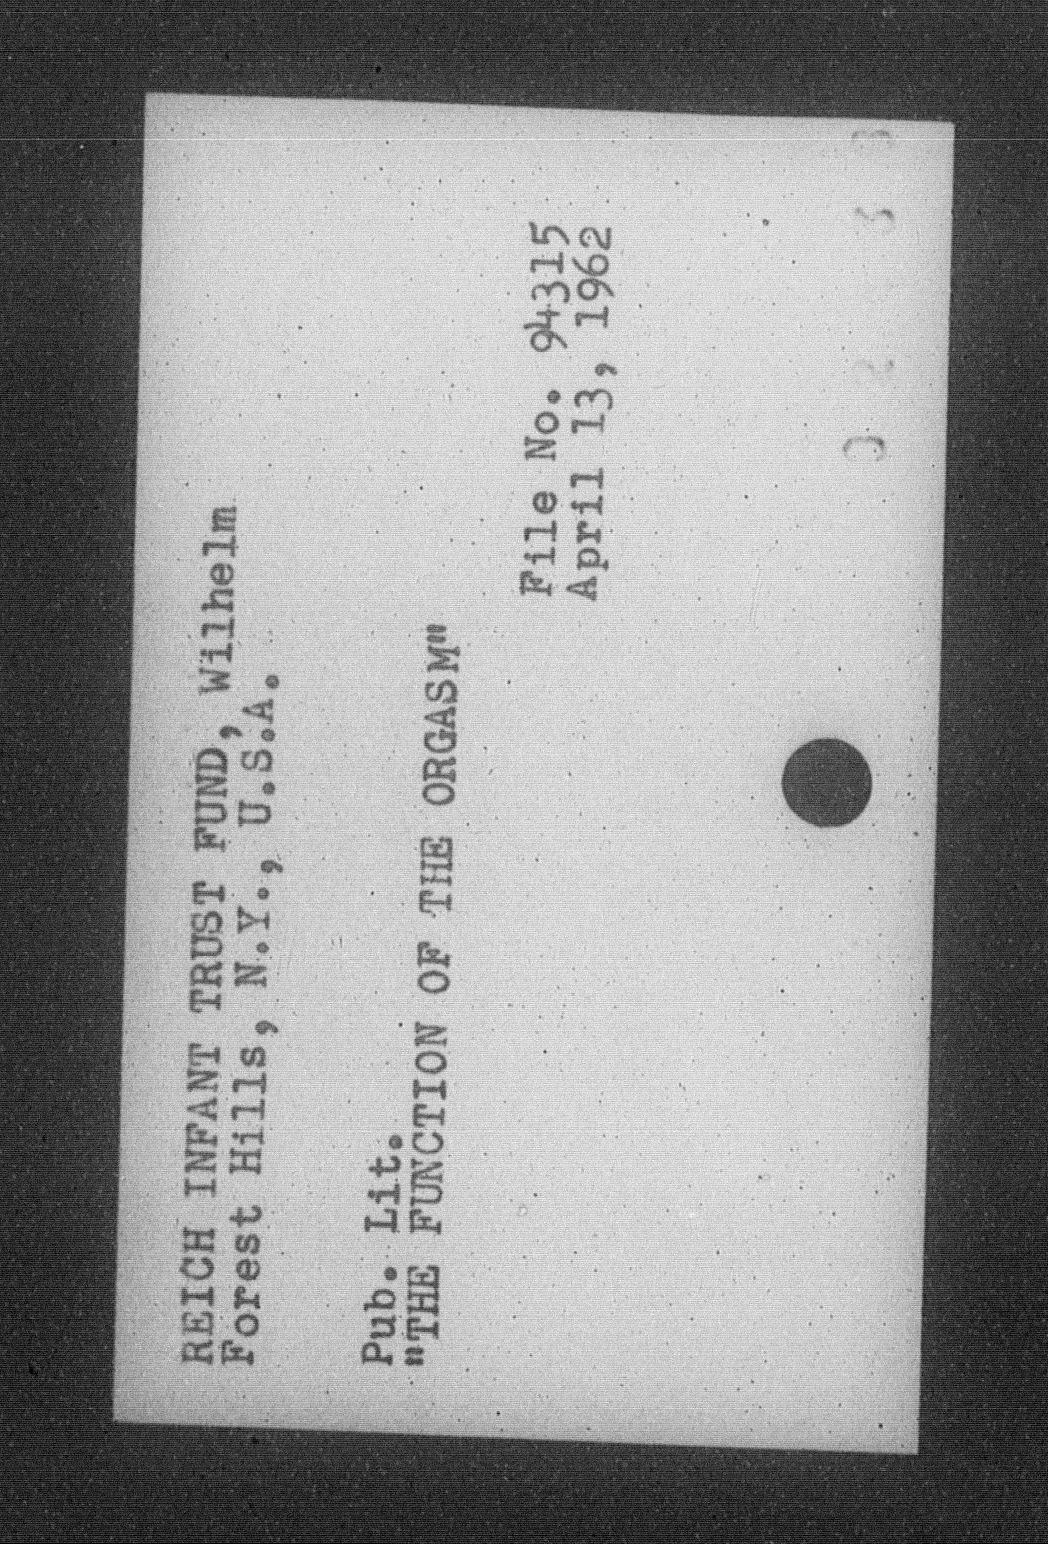 REICH INFANT TRUST FUND, Wilhelm
Forest Hills, N.Y., U.S.A.
Pub. Lit.
"THE FUNCTION OF THE ORGASM"
File No. 94315
April 13, 1962